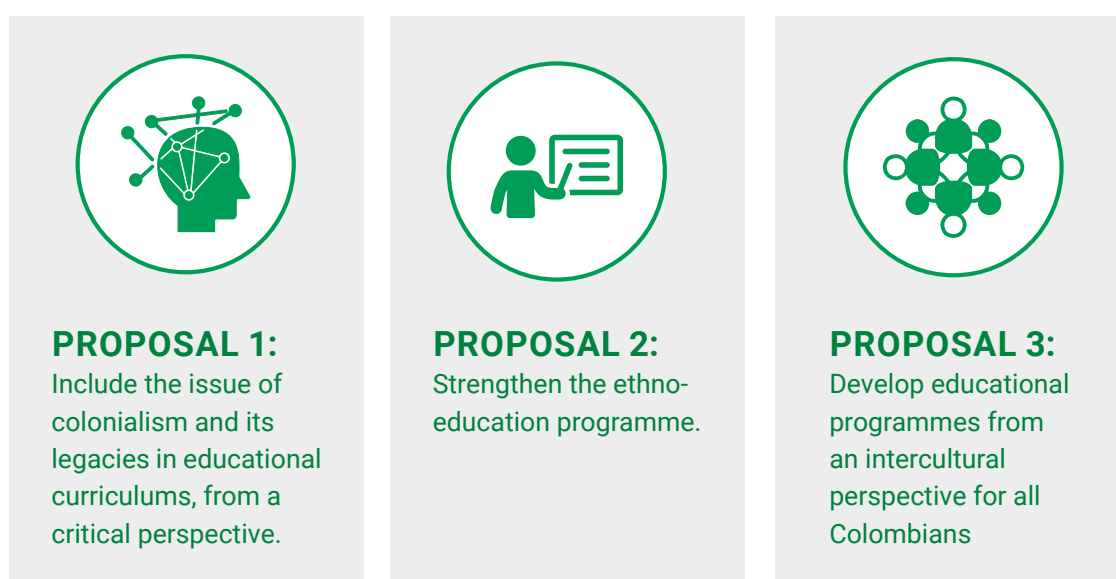 PROPOSAL 1:
Include the issue of
colonialism and its
legacies in educational
curriculums, from a
critical perspective.
PROPOSAL 2:
Strengthen the ethno-
education programme.
PROPOSAL 3:
Develop educational
programmes from
an intercultural
perspective for all
Colombians